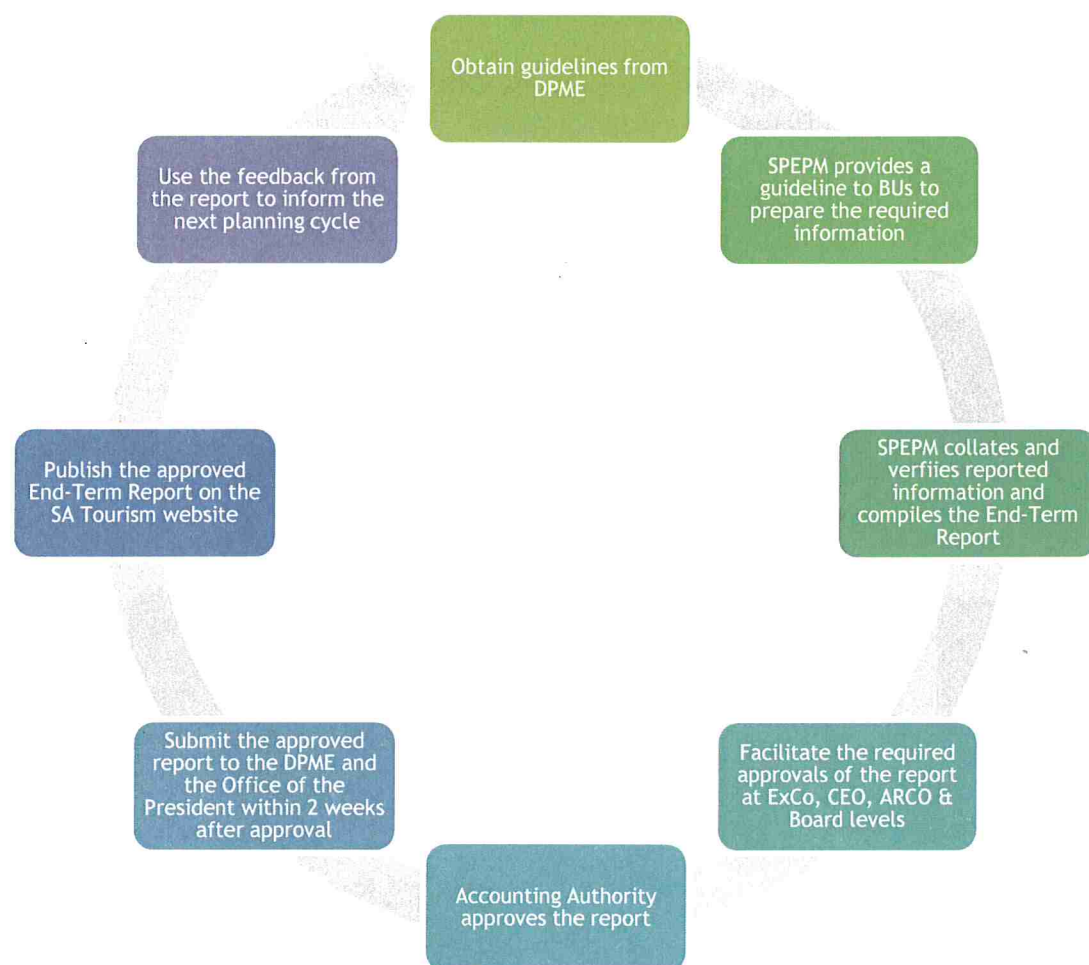 Obtain guidelines from
DPME
SPEPM provides a
guideline to BUs to
prepare the required
information
SPEPM collates and
verfiies reported
information and
compiles the End-Term
Report
Facilitate the required
approvals of the report
at ExCo, CEO, ARCO &
Board levels
Accounting Authority
approves the report
Submit the approved
report to the DPME and
the Office of the
President within 2 weeks
after approval
Publish the approved
End-Term Report on the
SA Tourism website
Use the feedback from
the report to inform the
next planning cycle